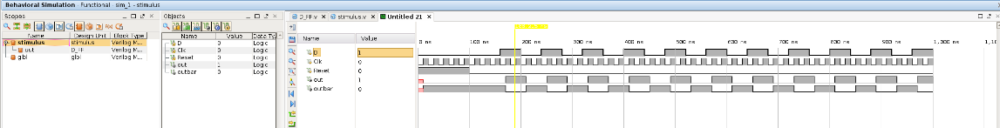 Behavioral Simulation - Functional - sim_1 - stimulus
Scopes
Name Design Unit Block Type
stimulus stimulus Verilog M...
uut D_FF Verilog M...
glbl glbl Verilog M...
Objects
Name Value Data Ty...
D 0 Logic
Clk 0 Logic
Reset 0 Logic
out 1 Logic
outbar 0 Logic
D_FF.v stimulus.v Untitled 21
Name Value
D 1
Clk 0
Reset 0
out 1
outbar 0
0 ns 100 ns 200 ns 300 ns 400 ns 500 ns 600 ns 700 ns 800 ns 900 ns 1,000 ns 1,10